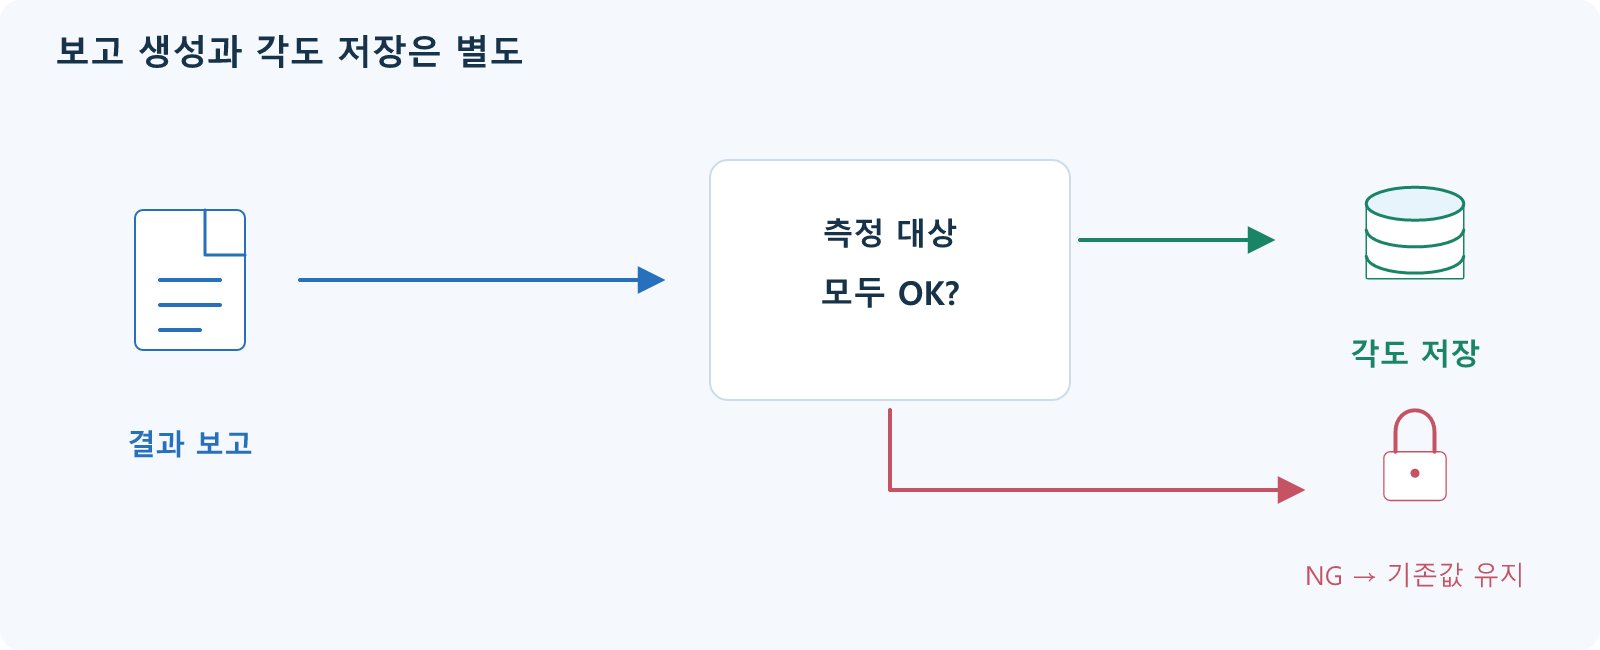 보고 생성과 각도 저장은 별도
측정 대상
모두 OK?
각도 저장
결과 보고
NG → 기존값 유지